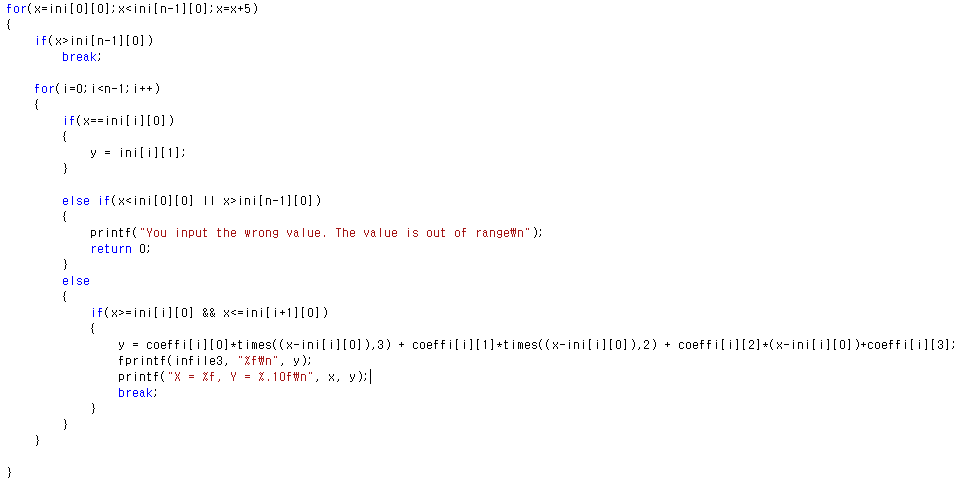 for(x=ini[0][0];x<ini[n-1][0];x=x+5)
{
    if(x>ini[n-1][0])
        break;

    for(i=0;i<n-1;i++)
    {
        if(x==ini[i][0])
        {
            y = ini[i][1];
        }

        else if(x<ini[0][0] || x>ini[n-1][0])
        {
            printf("You input the wrong value. The value is out of range₩n");
            return 0;
        }
        else
        {
            if(x>=ini[i][0] && x<=ini[i+1][0])
            {
                y = coeffi[i][0]*times((x-ini[i][0]),3) + coeffi[i][1]*times((x-ini[i][0]),2) + coeffi[i][2]*(x-ini[i][0])+coeffi[i][3];
                fprintf(infile3, "%f₩n", y);
                printf("X = %f, Y = %.10f₩n", x, y);
                break;
            }
        }
    }

}